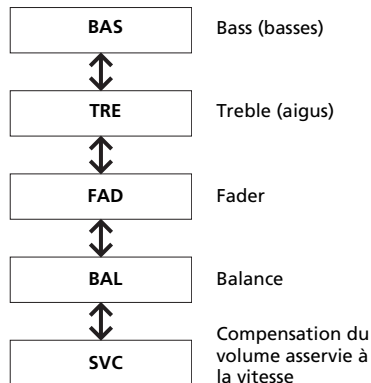 BAS Bass (basses)
TRE Treble (aigus)
FAD Fader
BAL Balance
SVC Compensation du
volume asservie à
la vitesse